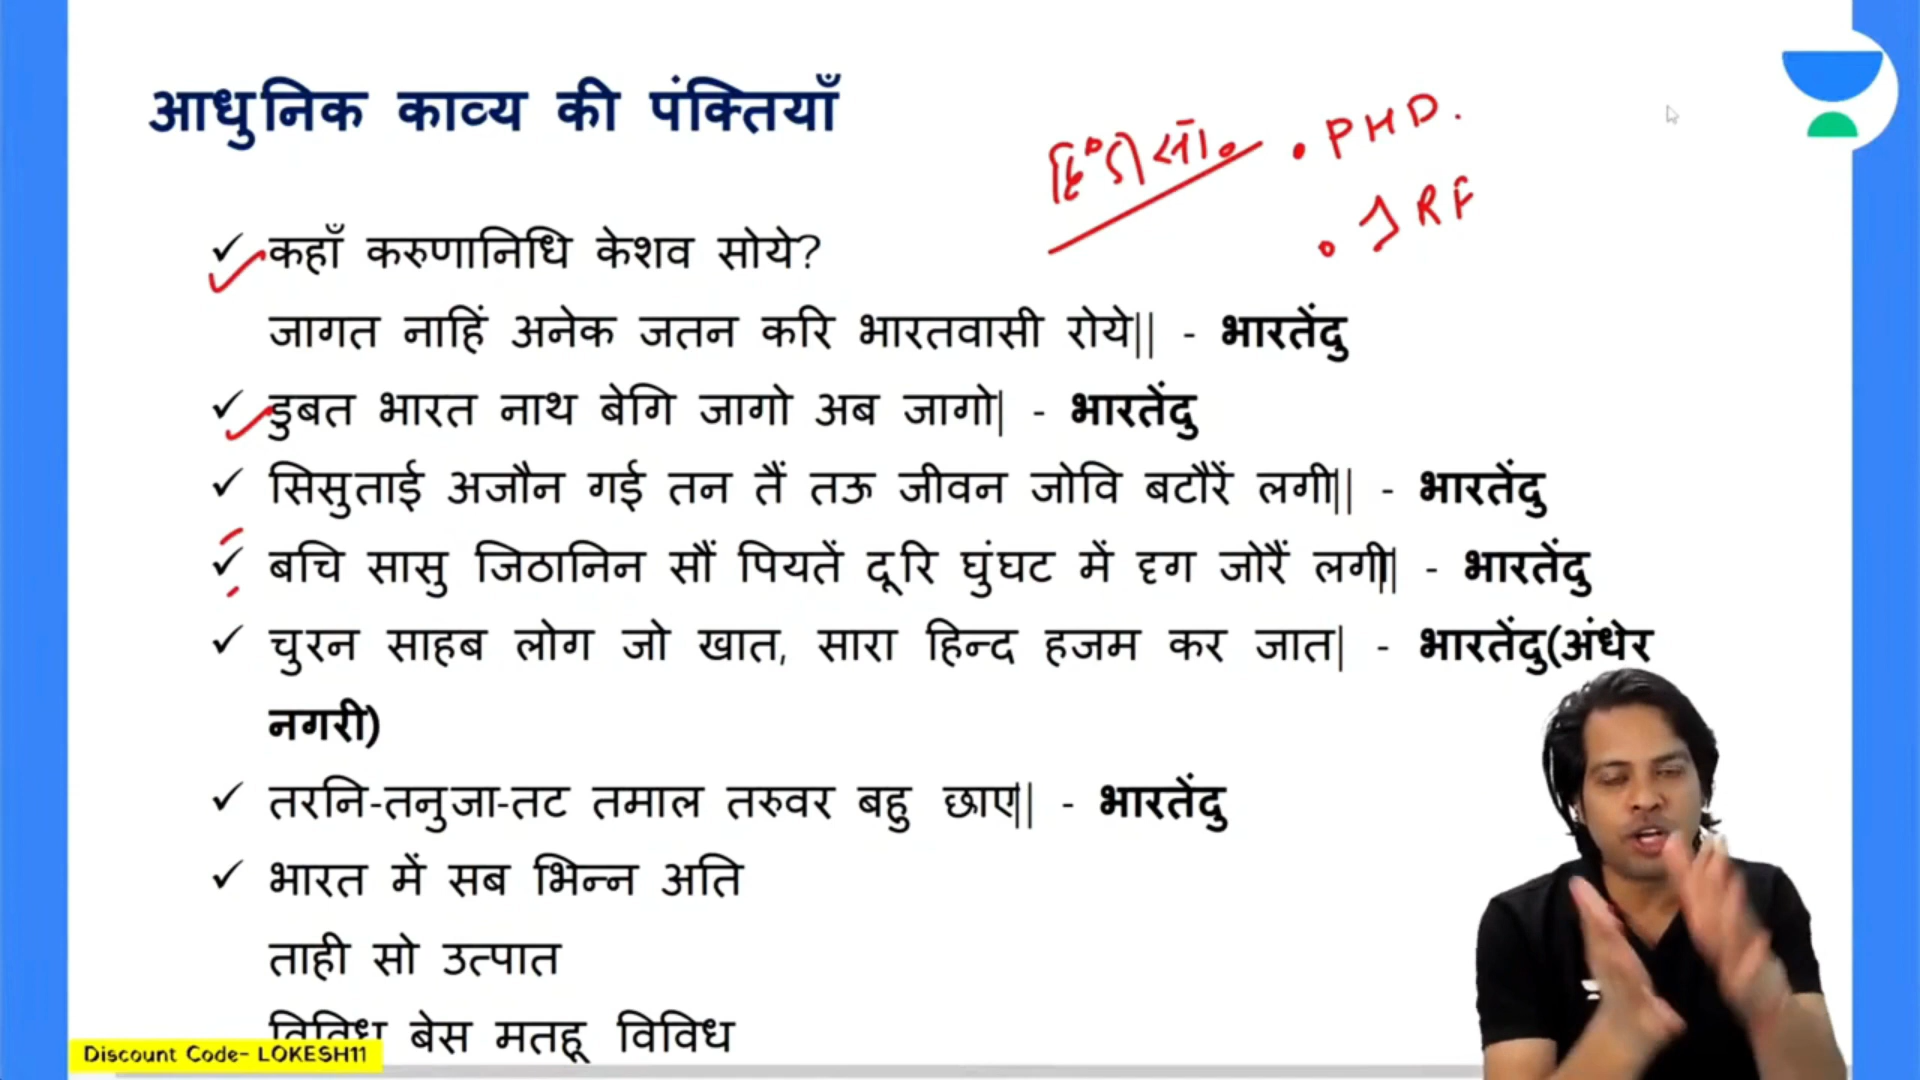 आधुनिक काव्य की पंक्तियाँ
. PHD.
. JRF
✓ कहाँ करुणानिधि केशव सोये?
जागत नाहिं अनेक जतन करि भारतवासी रोये|| - भारतेंदु
✓ डुबत भारत नाथ बेगि जागो अब जागो| - भारतेंदु
✓ सिसुताई अजौन गई तन तैं तऊ जीवन जोवि बटौरैं लगी|| - भारतेंदु
✓ बचि सासु जिठानिन सौं पियतें दूरि घुंघट में दृग जोरैं लगी|| - भारतेंदु
✓ चुरन साहब लोग जो खात, सारा हिन्द हजम कर जात| - भारतेंदु(अंधेर
नगरी)
✓ तरनि-तनुजा-तट तमाल तरुवर बहु छाए|| - भारतेंदु
✓ भारत में सब भिन्न अति
ताही सो उत्पात
विविध बेस मतहू विविध
Discount Code- LOKESH11